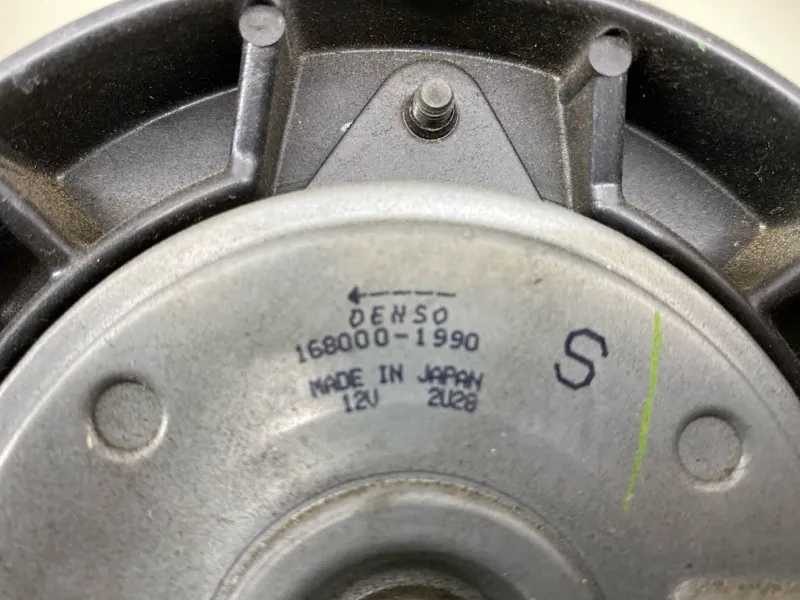 DENSO
168000-1990
S
MADE IN JAPAN
12V 2U28